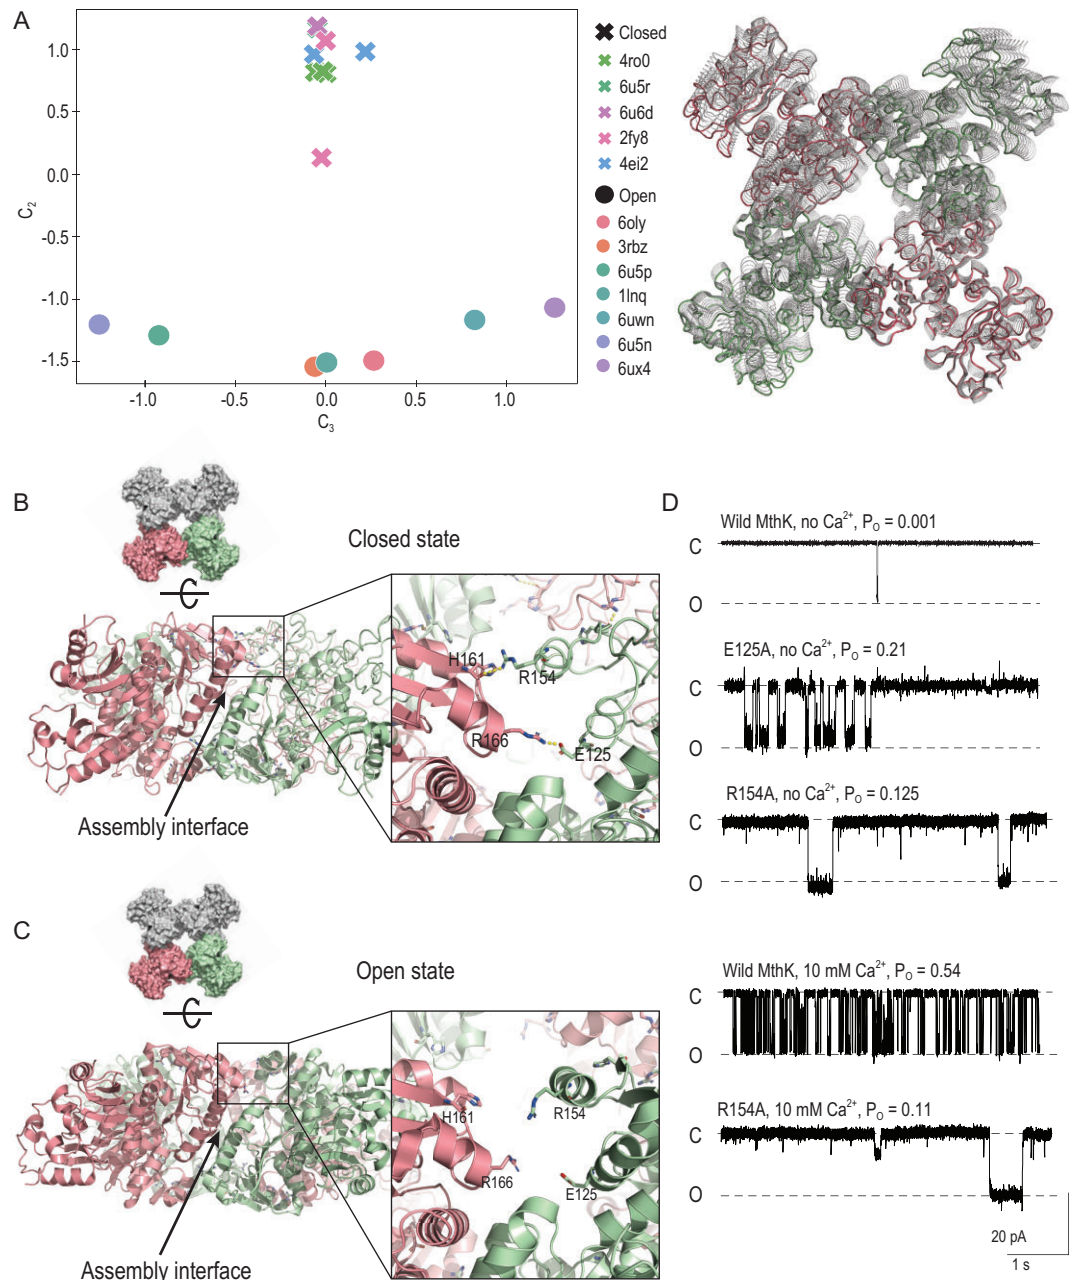 A
1.0
0.5
0.0
-0.5
-1.0
-1.5
C2
-1.0
-0.5
0.0
0.5
1.0
C3
Closed
4ro0
6u5r
6u6d
2fy8
4ei2
Open
6oly
3rbz
6u5p
1lnq
6uwn
6u5n
6ux4
B
Closed state
H161
R154
R166
E125
Assembly interface
C
Open state
H161
R154
R166
E125
Assembly interface
D
Wild MthK, no Ca2+, PO = 0.001
C
O
E125A, no Ca2+, PO = 0.21
C
O
R154A, no Ca2+, PO = 0.125
C
O
Wild MthK, 10 mM Ca2+, PO = 0.54
C
O
R154A, 10 mM Ca2+, PO = 0.11
C
O
20 pA
1 s